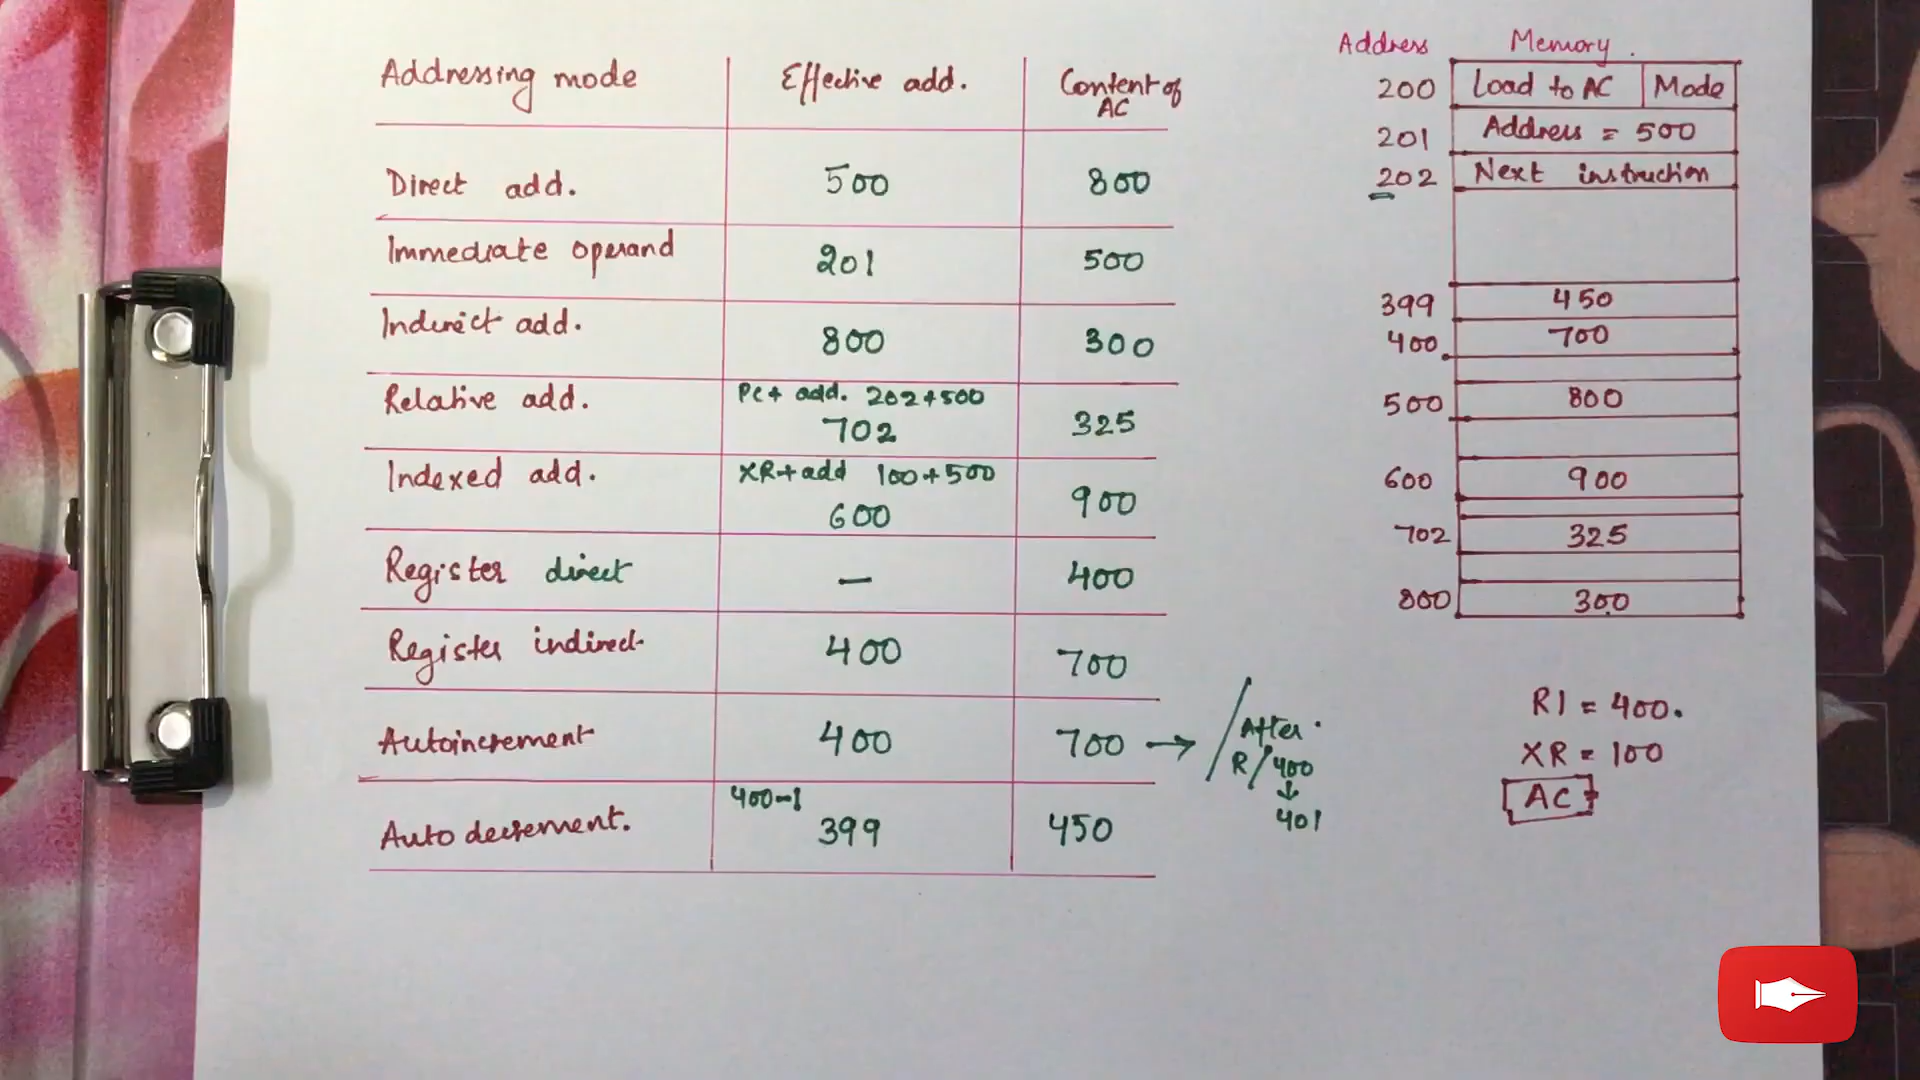 Addressing mode Effective add. Content of AC
Direct add. 500 800
Immediate operand 201 500
Indirect add. 800 300
Relative add. PC+ add. 202+500 702 325
Indexed add. XR+add 100+500 600 900
Register direct — 400
Register indirect 400 700
Autoincrement 400 700 → / After R/400 ↓ 401
Auto decrement. 400-1 399 450
Address Memory.
200 Load to AC Mode
201 Address = 500
202 Next instruction
399 450
400 700
500 800
600 900
702 325
800 300
R1 = 400.
XR = 100
AC